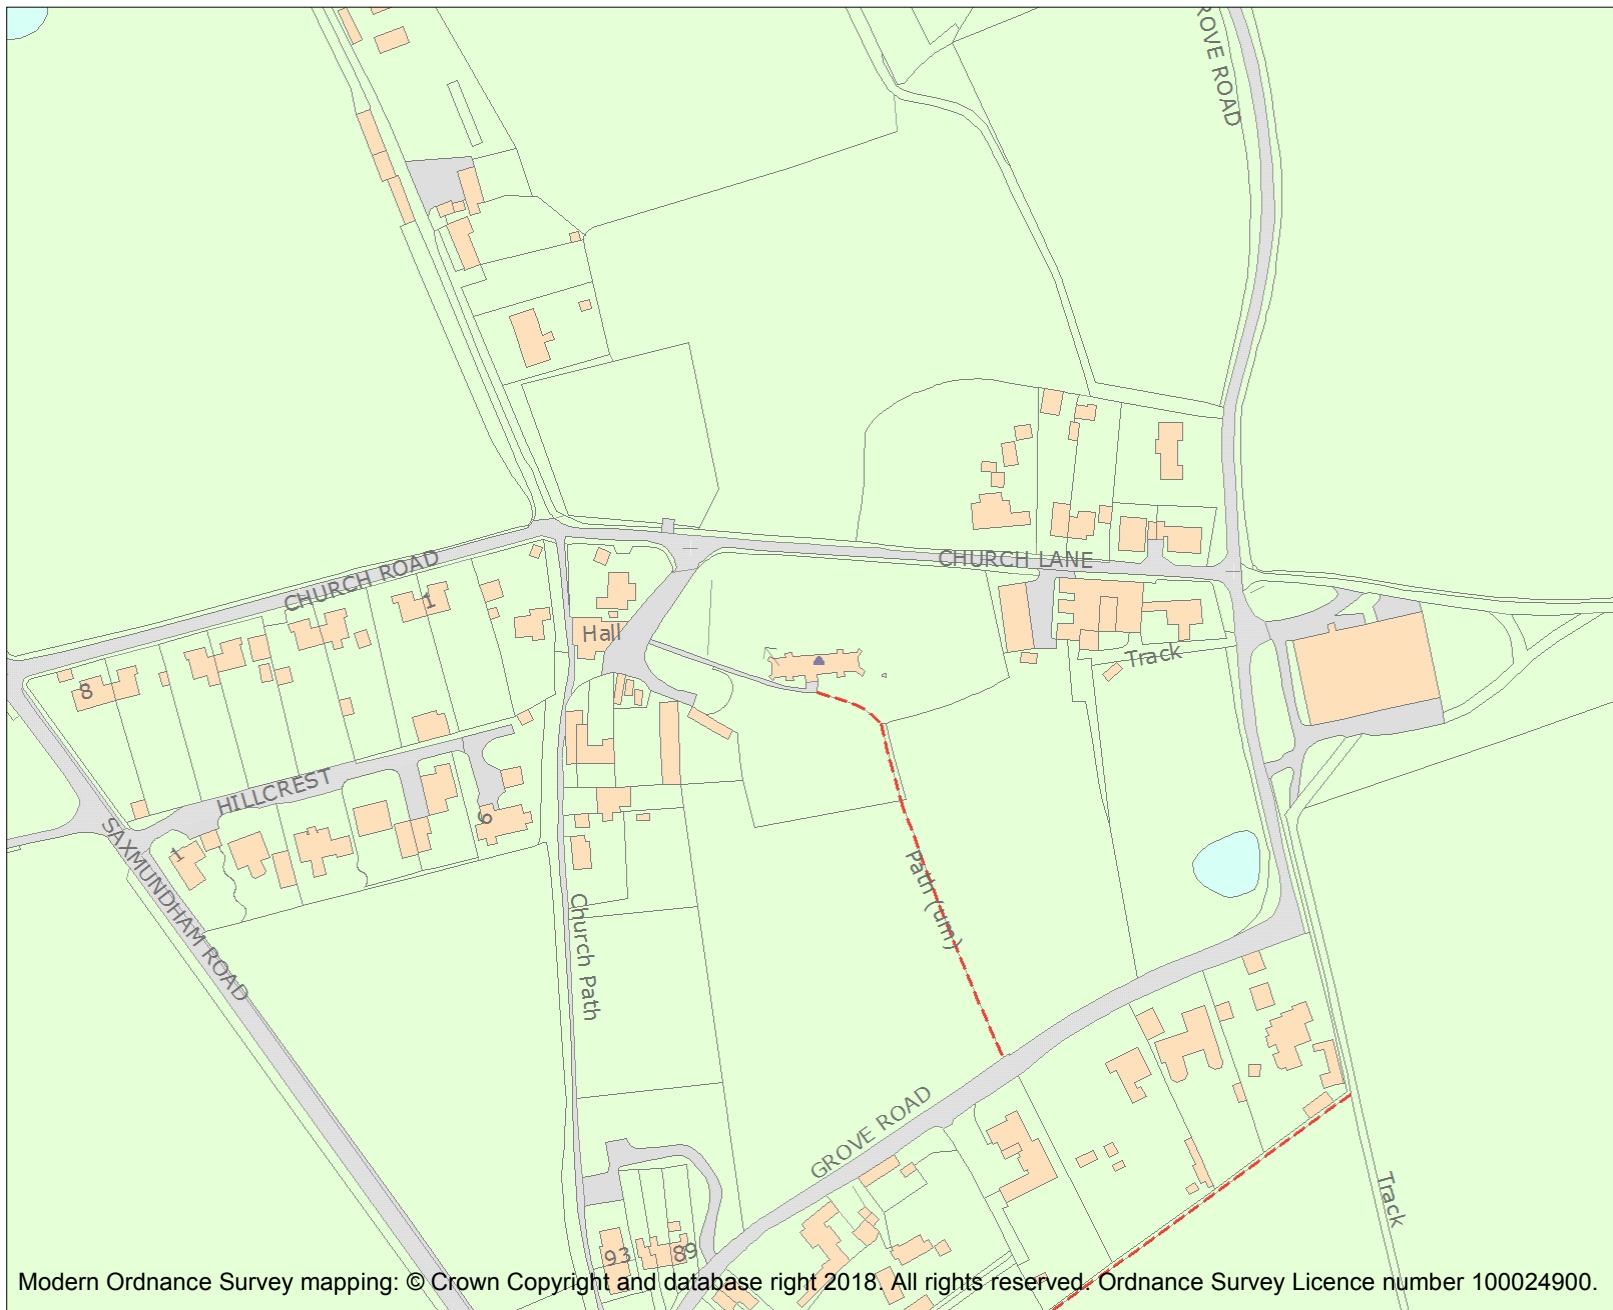 ROVE ROAD
CHURCH LANE
CHURCH ROAD
1
Hall
Track
8
HILLCREST
9
1
SAXMUNDHAM ROAD
Path (um)
Church Path
GROVE ROAD
Track
93
89
Modern Ordnance Survey mapping: © Crown Copyright and database right 2018. All rights reserved. Ordnance Survey Licence number 100024900.